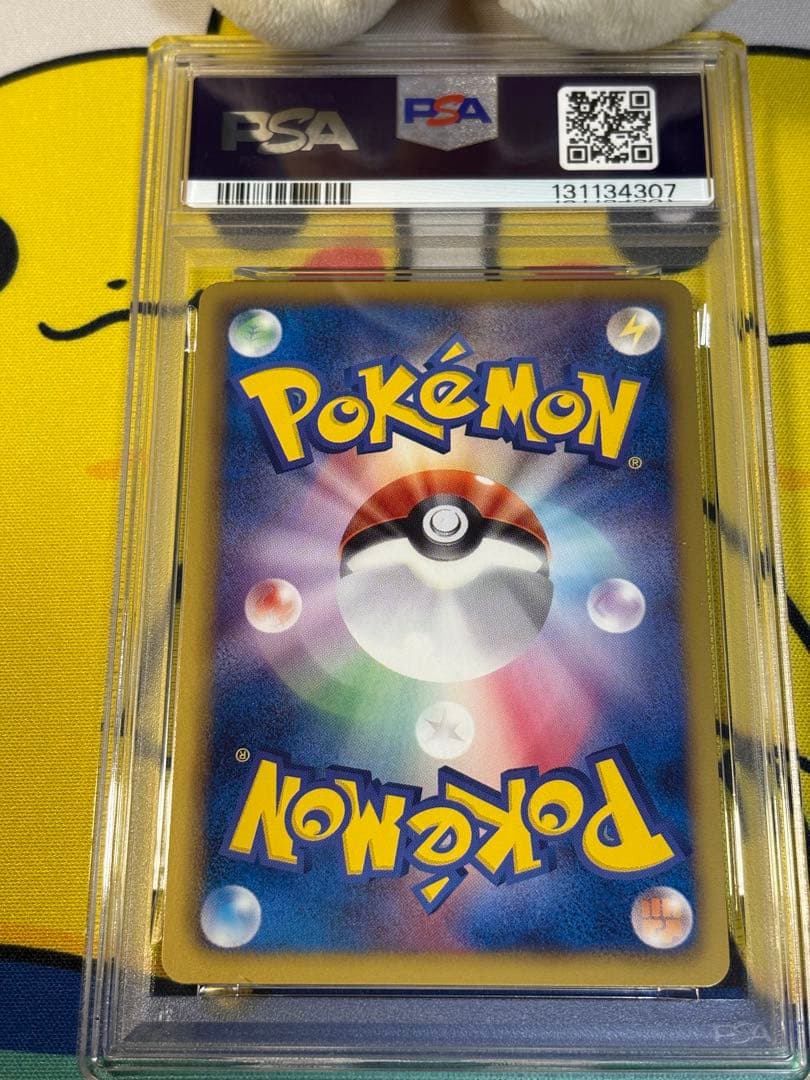 PSA PSA
131134307
POKéMON
®
®
POKéMON
PSA